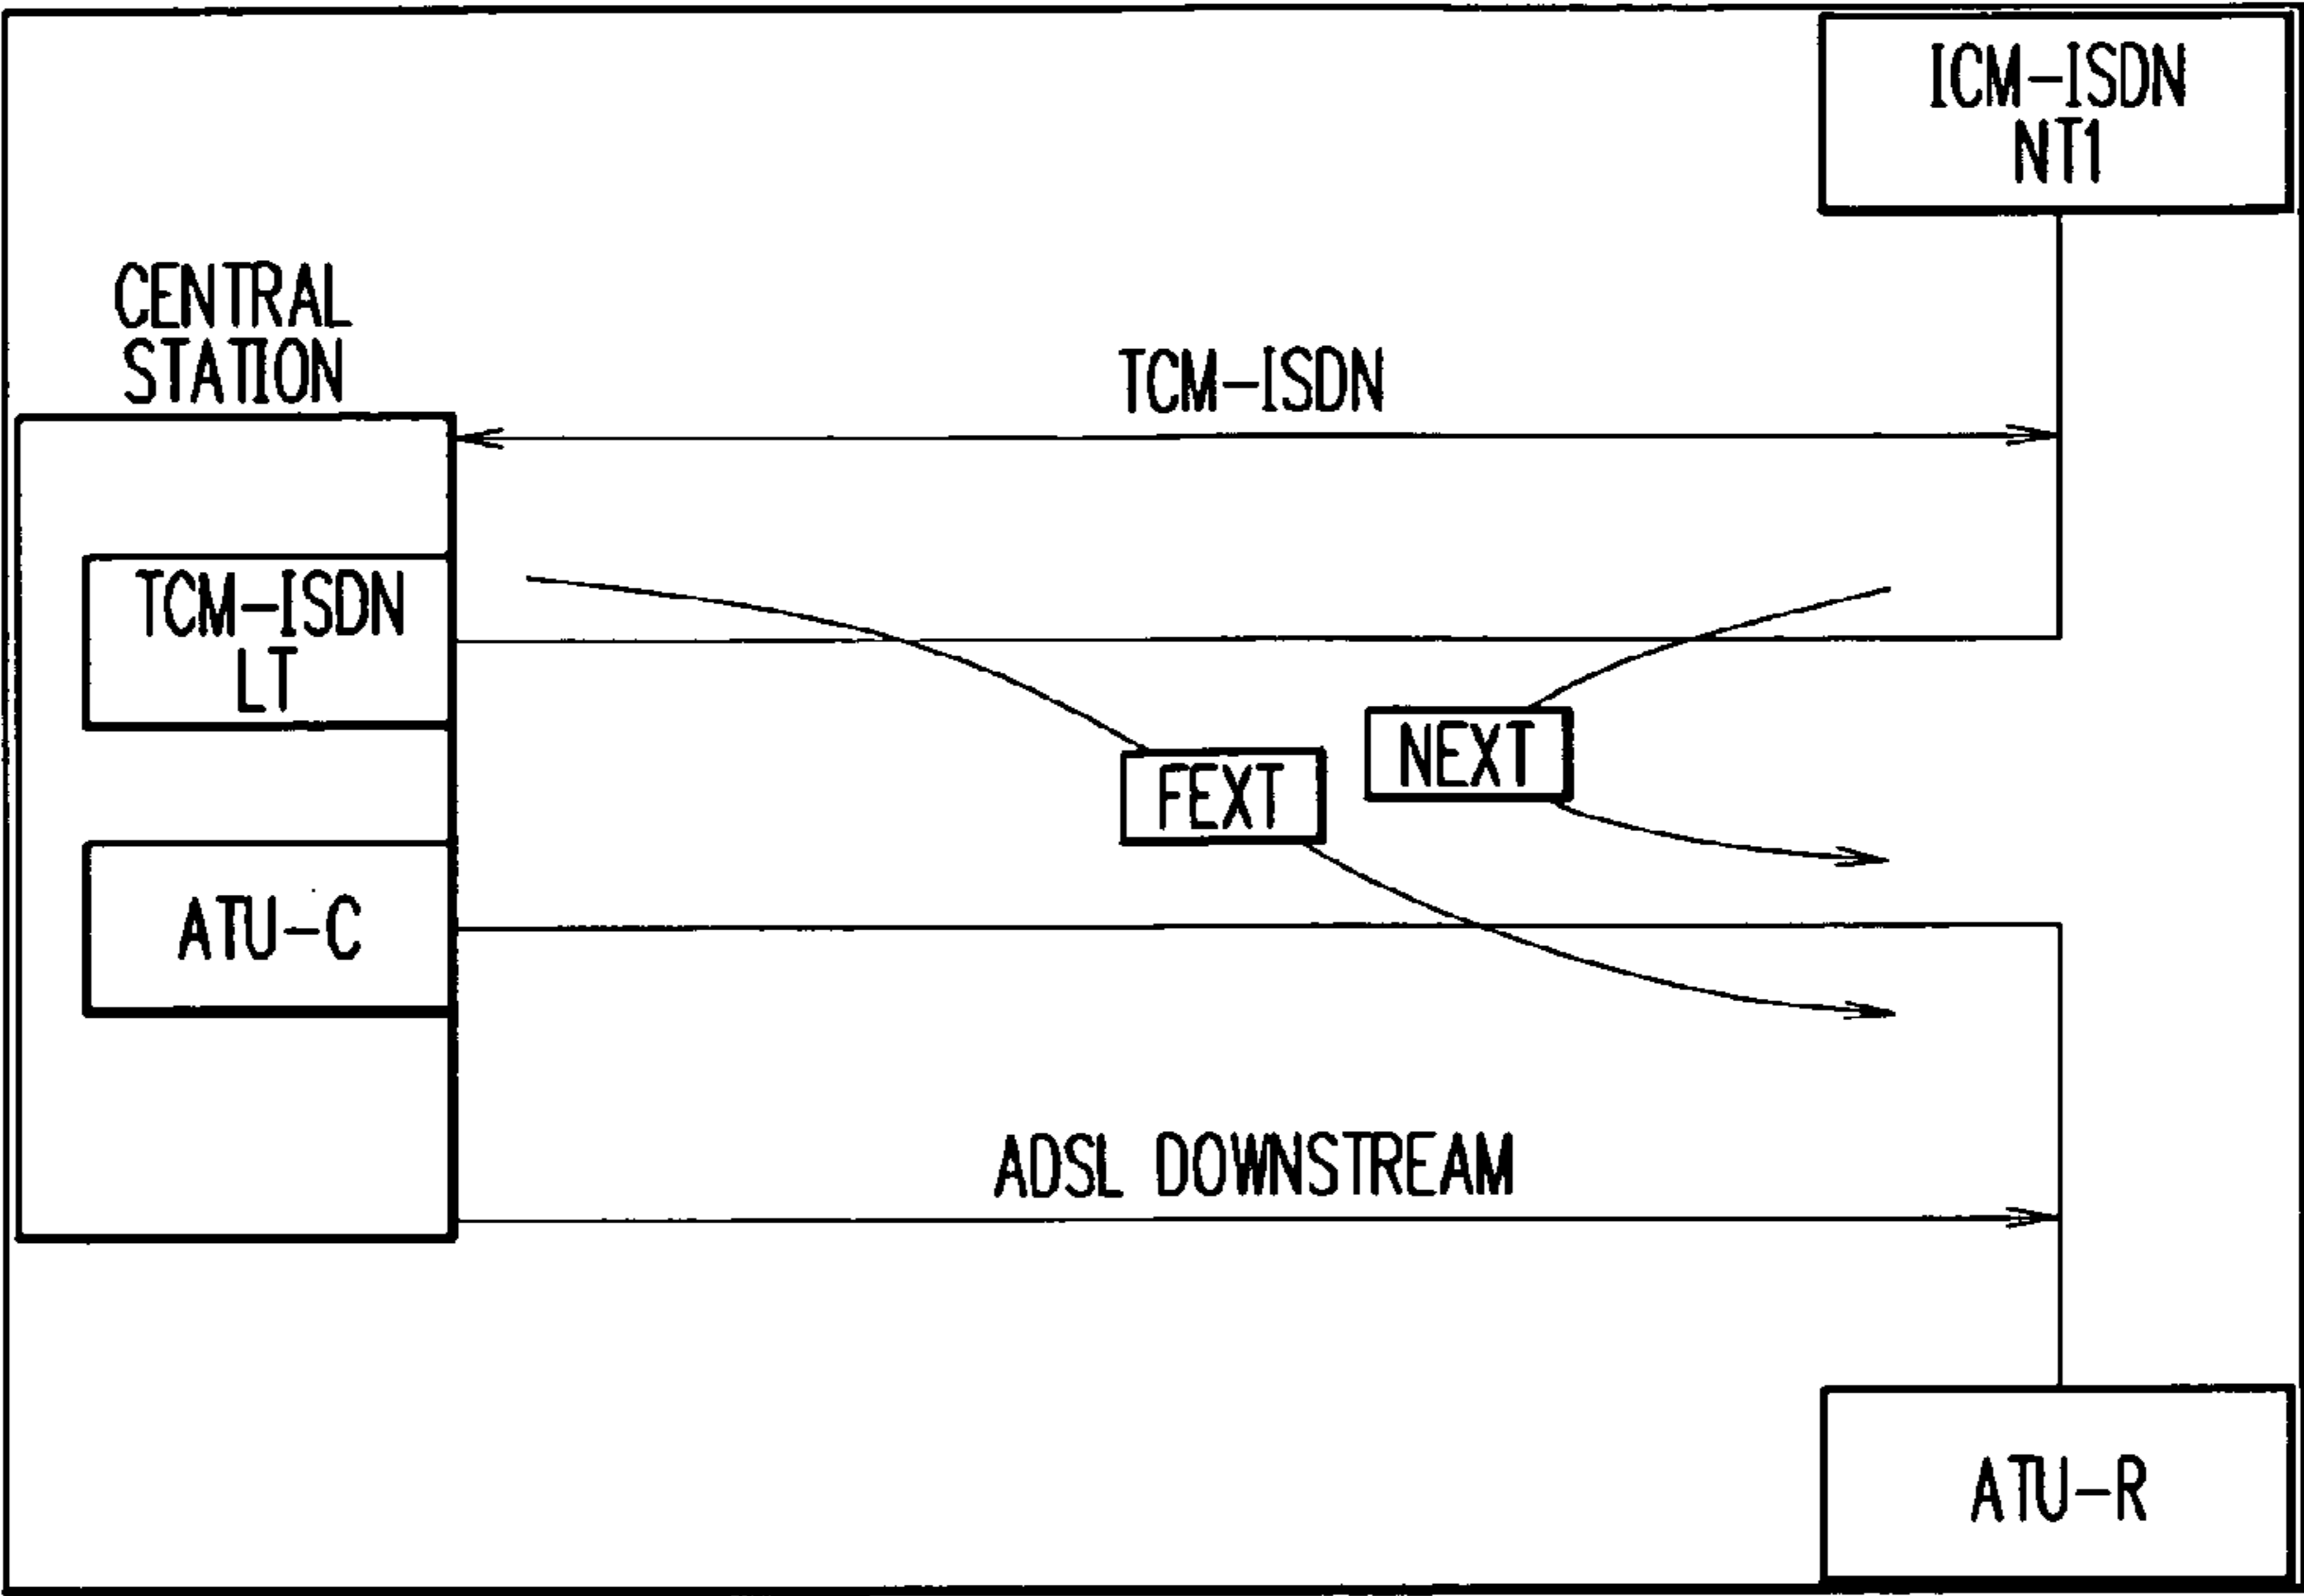 ICM-ISDN
NT1
CENTRAL
STATION
TCM-ISDN
TCM-ISDN
LT
NEXT
FEXT
ATU-C
ADSL DOWNSTREAM
ATU-R